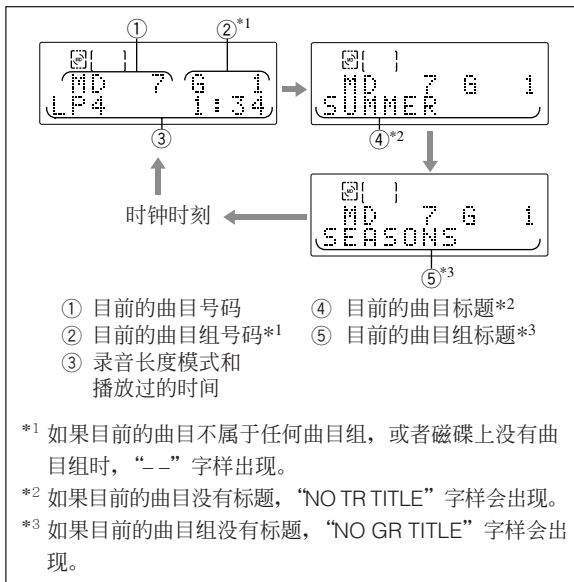 ① ②*1
MD 7 G 1
LP4 1:34
③
MD 7 G 1
SUMMER
④*2
MD 7 G 1
SEASONS
⑤*3
时钟时刻
① 目前的曲目号码
② 目前的曲目组号码*1
③ 录音长度模式和
播放过的时间
④ 目前的曲目标题*2
⑤ 目前的曲目组标题*3
*1 如果目前的曲目不属于任何曲目组，或者磁碟上没有曲
目组时，“– –”字样出现。
*2 如果目前的曲目没有标题，“NO TR TITLE”字样会出现。
*3 如果目前的曲目组没有标题，“NO GR TITLE”字样会出
现。